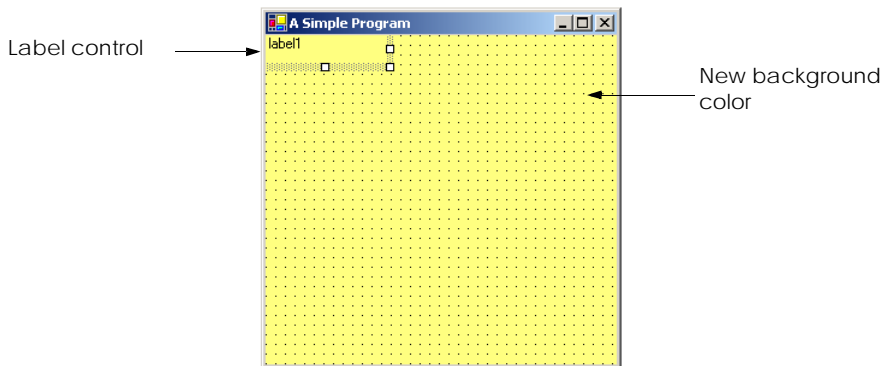 A Simple Program
Label control
label1
New background
color